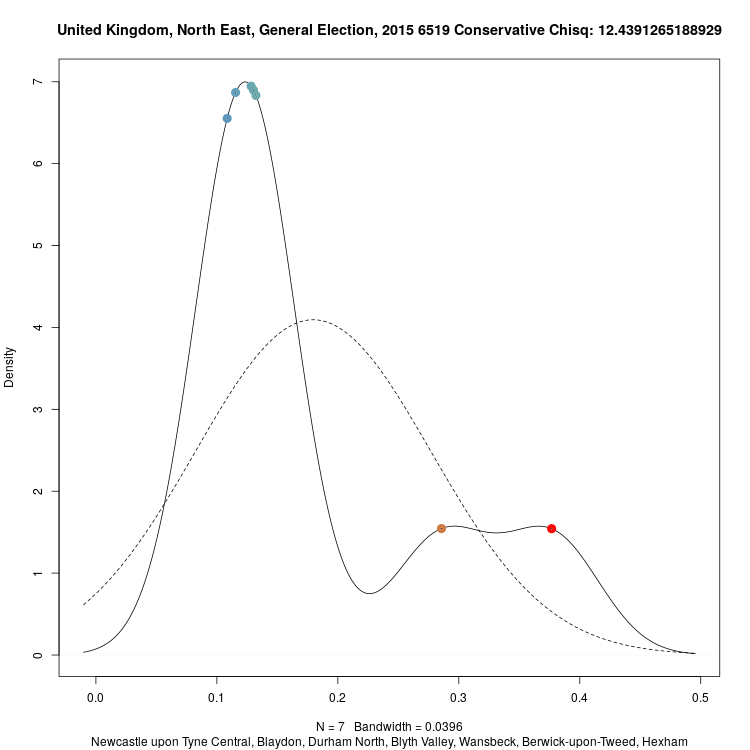 United Kingdom, North East, General Election, 2015 6519 Conservative Chisq: 12.4391265188929
Density
7
6
5
4
3
2
1
0
0.0 0.1 0.2 0.3 0.4 0.5
N = 7 Bandwidth = 0.0396
Newcastle upon Tyne Central, Blaydon, Durham North, Blyth Valley, Wansbeck, Berwick-upon-Tweed, Hexham